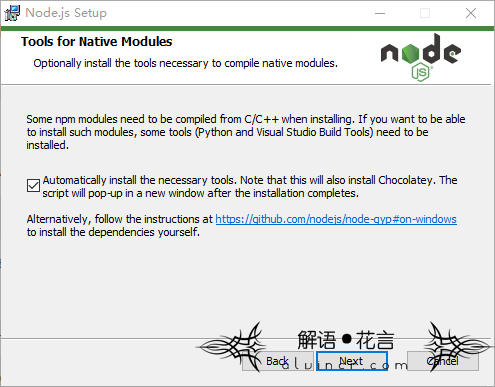 Node.js Setup
Tools for Native Modules
Optionally install the tools necessary to compile native modules.
node
JS
Some npm modules need to be compiled from C/C++ when installing. If you want to be able
to install such modules, some tools (Python and Visual Studio Build Tools) need to be
installed.
Automatically install the necessary tools. Note that this will also install Chocolatey. The
script will pop-up in a new window after the installation completes.
Alternatively, follow the instructions at https://github.com/nodejs/node-gyp#on-windows
to install the dependencies yourself.
解语●花言
Back Next Cancel